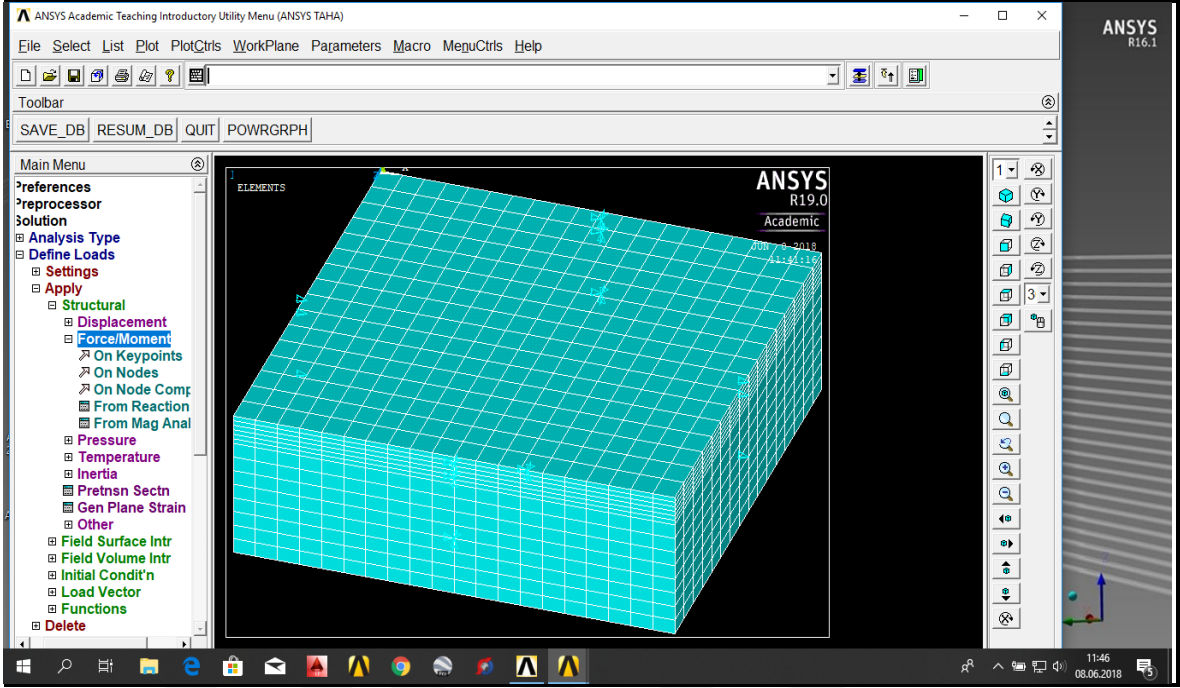 ANSYS Academic Teaching Introductory Utility Menu (ANSYS TAHA)
ANSYS
R16.1
File Select List Plot PlotCtrls WorkPlane Parameters Macro MenuCtrls Help
Toolbar
SAVE_DB RESUM_DB QUIT POWRGRPH
Main Menu
Preferences
Preprocessor
Solution
Analysis Type
Define Loads
Settings
Apply
Structural
Displacement
Force/Moment
On Keypoints
On Nodes
On Node Comp
From Reaction
From Mag Anal
Pressure
Temperature
Inertia
Pretnsn Sectn
Gen Plane Strain
Other
Field Surface Intr
Field Volume Intr
Initial Condit'n
Load Vector
Functions
Delete
1
ELEMENTS
ANSYS
R19.0
Academic
JUN 8 2018
11:41:16
1
3
11:46
08.06.2018
5